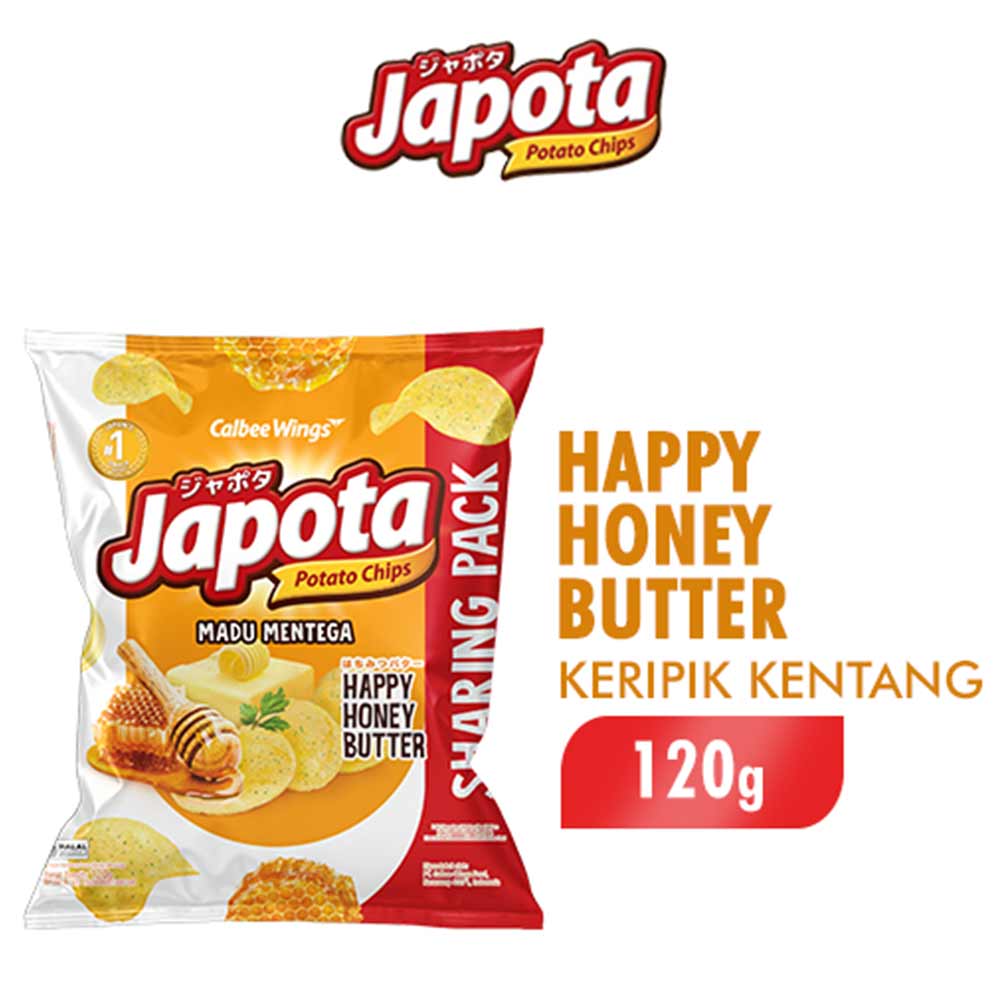 ジャポタ
Japota
Potato Chips
#1
Calbee Wings
ジャポタ
Japota
Potato Chips
MADU MENTEGA
はちみつバター
HAPPY
HONEY
BUTTER
SHARING PACK
HALAL
HAPPY
HONEY
BUTTER
KERIPIK KENTANG
120g